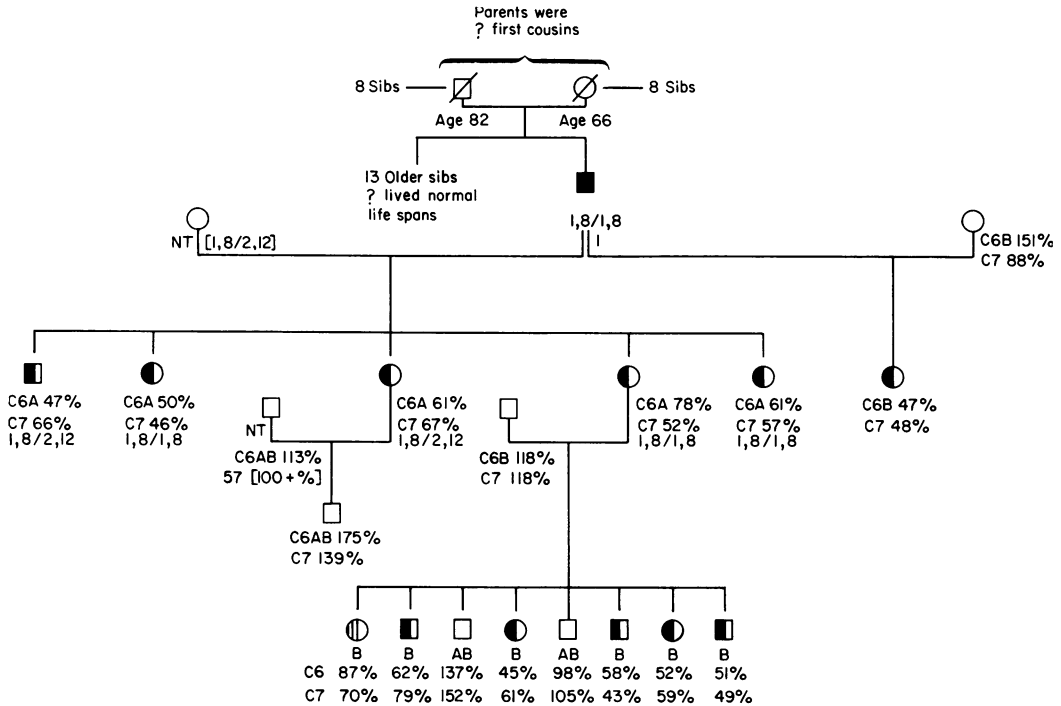 Parents were
? first cousins
8 Sibs
8 Sibs
Age 82
Age 66
13 Older sibs
? lived normal
life spans
1,8/1,8
1
NT [1,8/2,12]
C6B 151%
C7 88%
C6A 47%
C7 66%
1,8/2,12
C6A 50%
C7 46%
1,8/1,8
C6A 61%
C7 67%
1,8/2,12
C6A 78%
C7 52%
1,8/1,8
C6A 61%
C7 57%
1,8/1,8
C6B 47%
C7 48%
NT
C6AB 113%
57 [100+%]
C6B 118%
C7 118%
C6AB 175%
C7 139%
B B AB B AB B B B
C6 87% 62% 137% 45% 98% 58% 52% 51%
C7 70% 79% 152% 61% 105% 43% 59% 49%